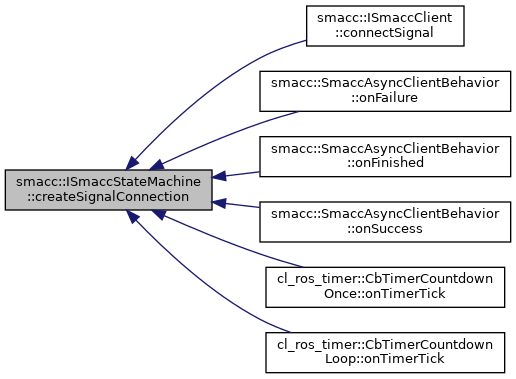 smacc::ISmaccClient
::connectSignal
smacc::SmaccAsyncClientBehavior
::onFailure
smacc::SmaccAsyncClientBehavior
::onFinished
smacc::ISmaccStateMachine
::createSignalConnection
smacc::SmaccAsyncClientBehavior
::onSuccess
cl_ros_timer::CbTimerCountdown
Once::onTimerTick
cl_ros_timer::CbTimerCountdown
Loop::onTimerTick